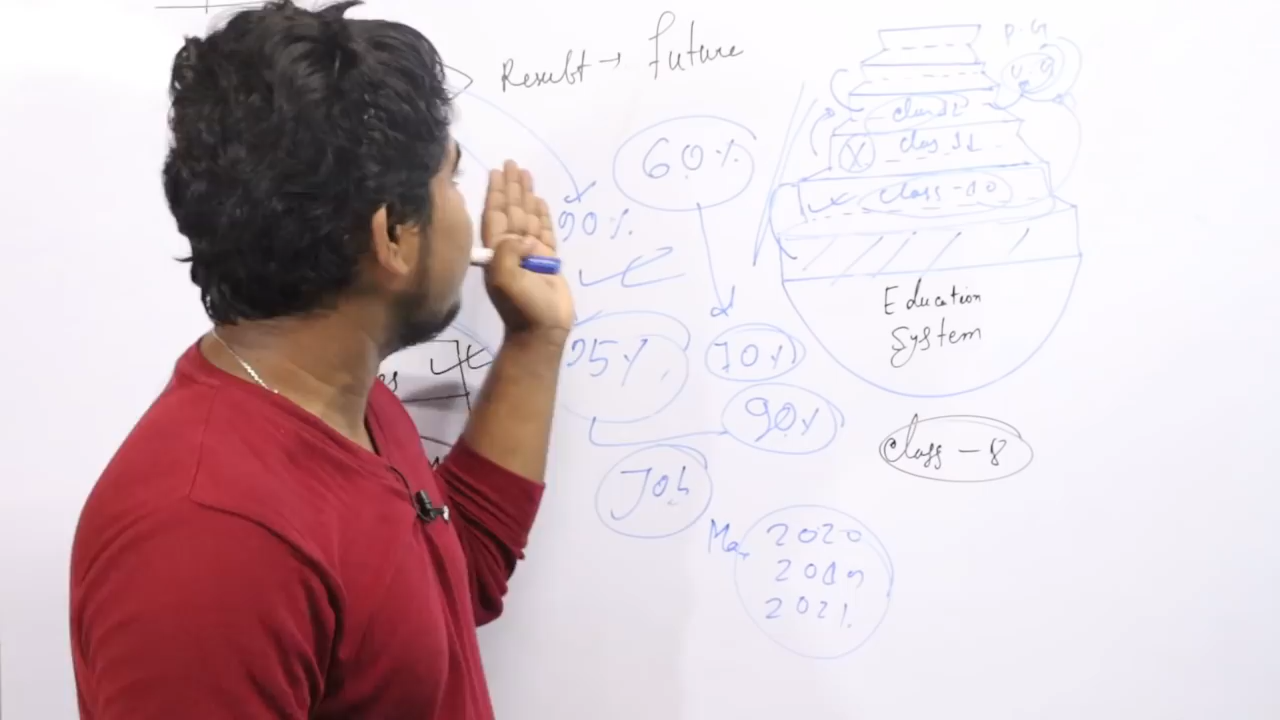 Result → future
P.G
U G
class 12
class 11
X
class -10
60%
90%
Education
System
95%
70%
90%
Class - 8
Job
2020
2019
2021